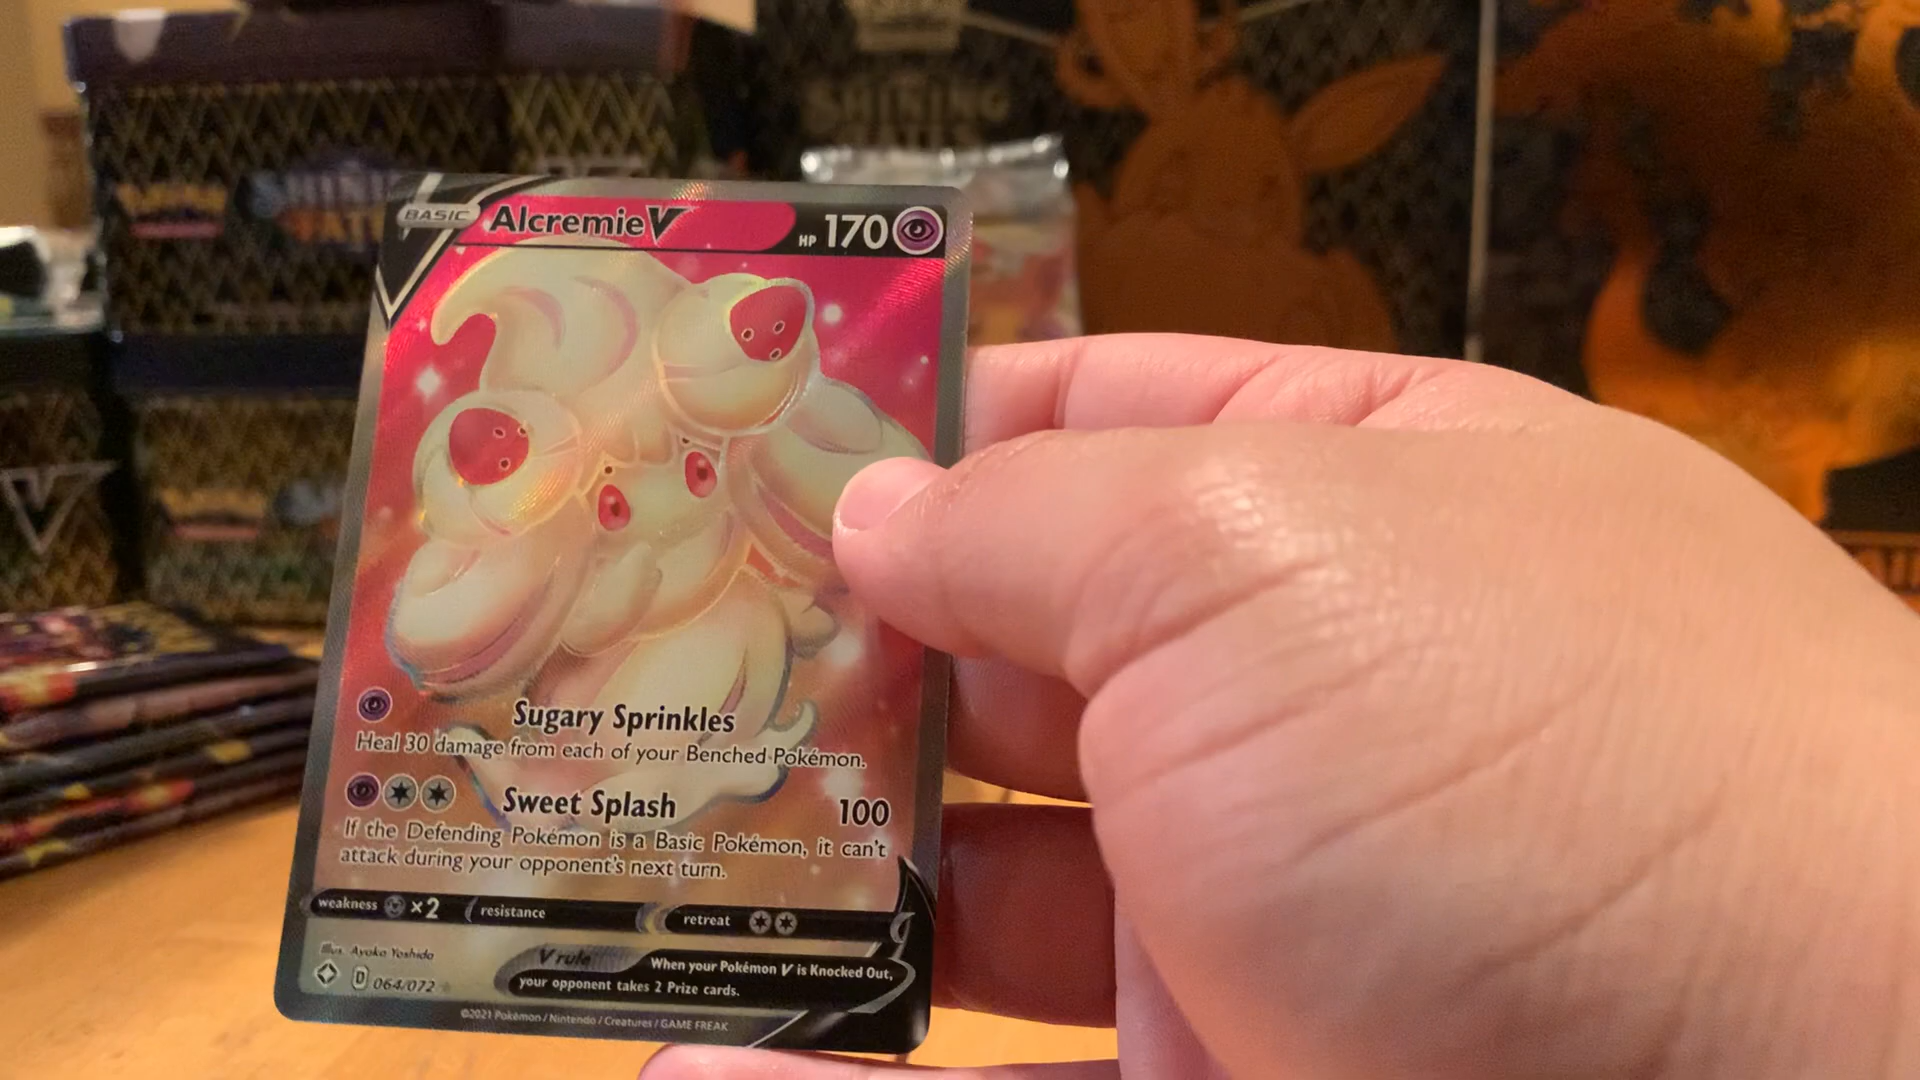 SHINING
FATES
BASIC AlcremieV HP 170
Sugary Sprinkles
Heal 30 damage from each of your Benched Pokémon.
Sweet Splash 100
If the Defending Pokémon is a Basic Pokémon, it can't
attack during your opponent's next turn.
weakness ×2 resistance retreat
Illus. Ayaka Yoshida
D 064/072
V rule When your Pokémon V is Knocked Out,
your opponent takes 2 Prize cards.
©2021 Pokémon / Nintendo / Creatures / GAME FREAK